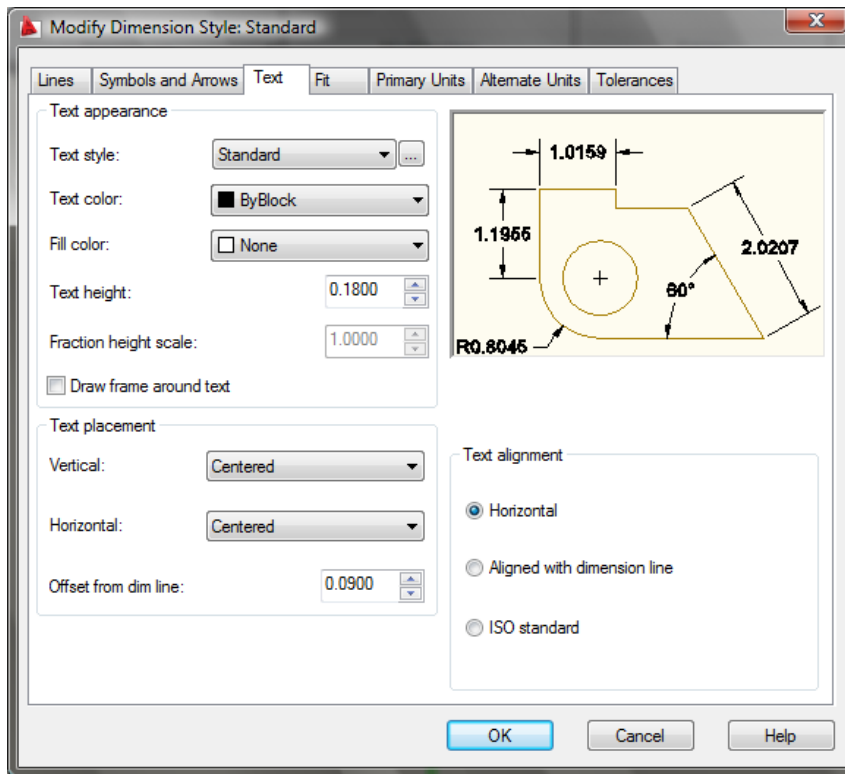 Modify Dimension Style: Standard
Lines Symbols and Arrows Text Fit Primary Units Alternate Units Tolerances
Text appearance
Text style: Standard ...
Text color: ByBlock
Fill color: None
Text height: 0.1800
Fraction height scale: 1.0000
Draw frame around text
1.0159
1.1955
2.0207
60°
R0.8045
Text placement
Vertical: Centered
Horizontal: Centered
Offset from dim line: 0.0900
Text alignment
Horizontal
Aligned with dimension line
ISO standard
OK Cancel Help